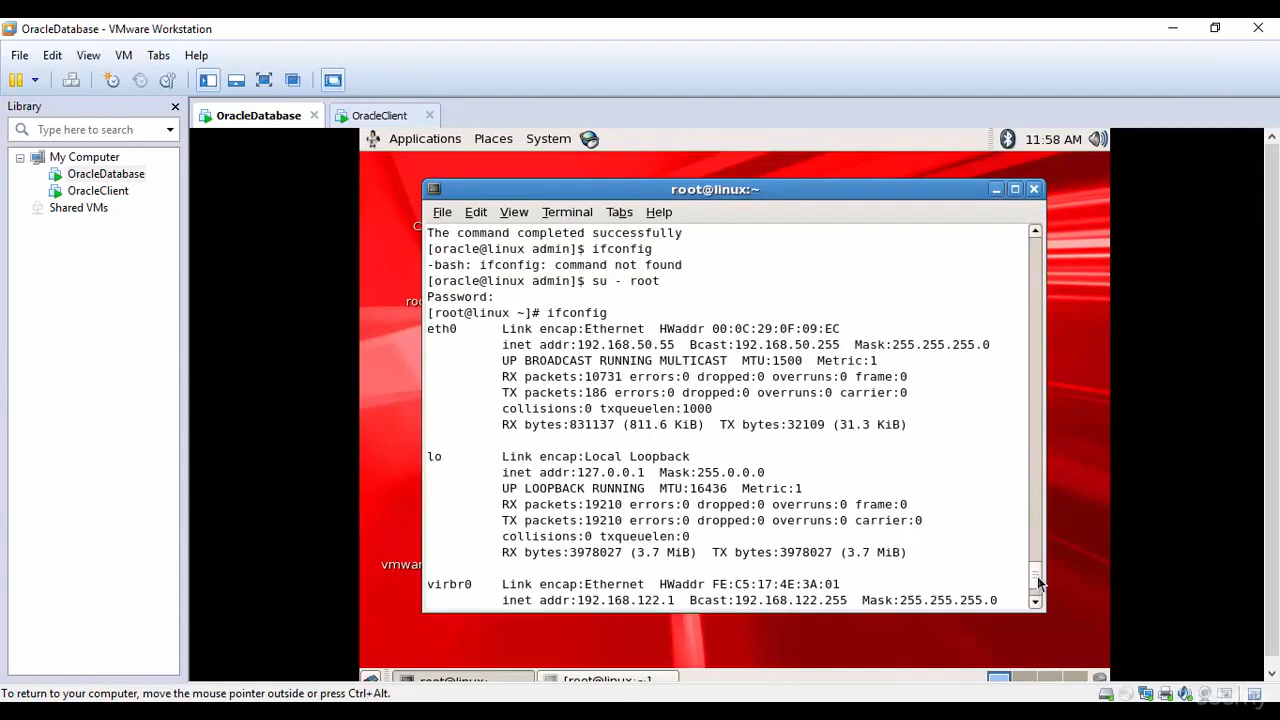 OracleDatabase - VMware Workstation
File Edit View VM Tabs Help
Library
Type here to search
My Computer
OracleDatabase
OracleClient
Shared VMs
OracleDatabase OracleClient
Applications Places System 11:58 AM
root@linux:~
File Edit View Terminal Tabs Help
The command completed successfully
[oracle@linux admin]$ ifconfig
-bash: ifconfig: command not found
[oracle@linux admin]$ su - root
Password:
[root@linux ~]# ifconfig
eth0 Link encap:Ethernet HWaddr 00:0C:29:0F:09:EC
inet addr:192.168.50.55 Bcast:192.168.50.255 Mask:255.255.255.0
UP BROADCAST RUNNING MULTICAST MTU:1500 Metric:1
RX packets:10731 errors:0 dropped:0 overruns:0 frame:0
TX packets:186 errors:0 dropped:0 overruns:0 carrier:0
collisions:0 txqueuelen:1000
RX bytes:831137 (811.6 KiB) TX bytes:32109 (31.3 KiB)
lo Link encap:Local Loopback
inet addr:127.0.0.1 Mask:255.0.0.0
UP LOOPBACK RUNNING MTU:16436 Metric:1
RX packets:19210 errors:0 dropped:0 overruns:0 frame:0
TX packets:19210 errors:0 dropped:0 overruns:0 carrier:0
collisions:0 txqueuelen:0
RX bytes:3978027 (3.7 MiB) TX bytes:3978027 (3.7 MiB)
virbr0 Link encap:Ethernet HWaddr FE:C5:17:4E:3A:01
inet addr:192.168.122.1 Bcast:192.168.122.255 Mask:255.255.255.0
vmwar
root@linux: [root@linux:~]
To return to your computer, move the mouse pointer outside or press Ctrl+Alt.